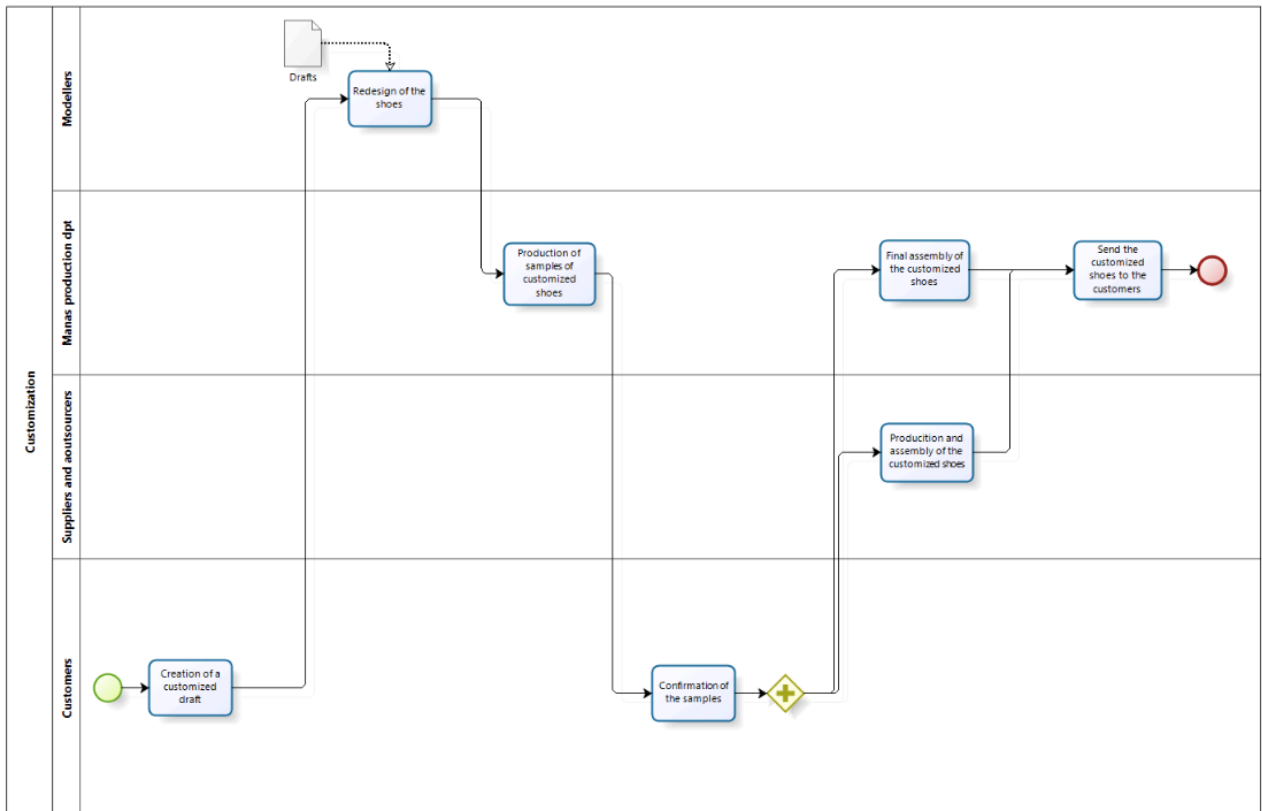 Customization
Modellers
Drafts
Redesign of the
shoes
Manas production dpt
Production of
samples of
customized
shoes
Final assembly of
the customized
shoes
Send the
customized
shoes to the
customers
Suppliers and aoutsourcers
Producition and
assembly of the
customized shoes
Customers
Creation of a
customized
draft
Confirmation of
the samples